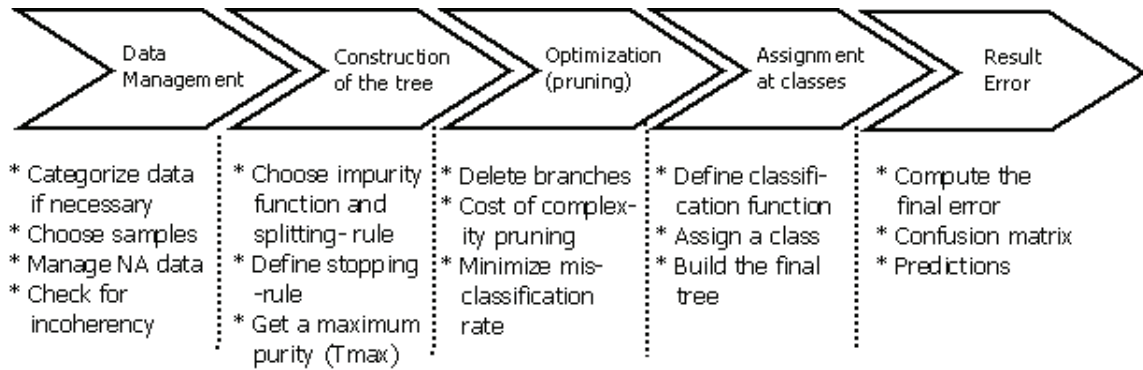 Data
Management
Construction
of the tree
Optimization
(pruning)
Assignment
at classes
Result
Error
* Categorize data
if necessary
* Choose samples
* Manage NA data
* Check for
incoherency
* Choose impurity
function and
splitting-rule
* Define stopping
-rule
* Get a maximum
purity (Tmax)
* Delete branches
* Cost of complex-
ity pruning
* Minimize mis-
classification
rate
* Define classifi-
cation function
* Assign a class
* Build the final
tree
* Compute the
final error
* Confusion matrix
* Predictions